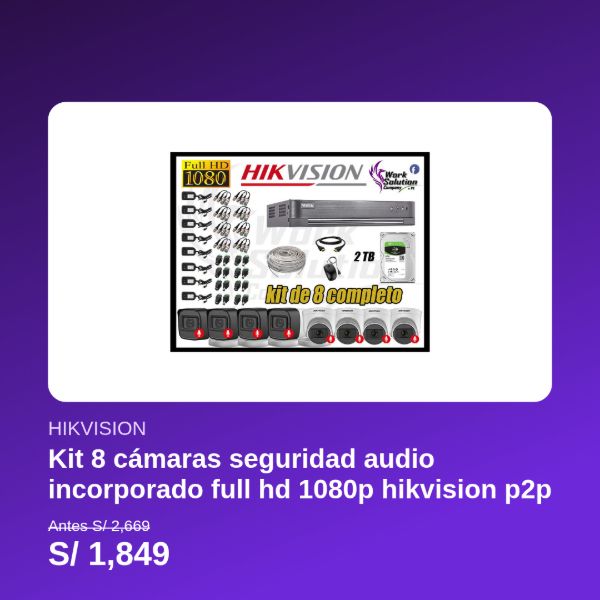 Full HD
1080
HIKVISION
Work
Solution
Company
2 TB
kit de 8 completo
HIKVISION
Kit 8 cámaras seguridad audio
incorporado full hd 1080p hikvision p2p
Antes S/ 2,669
S/ 1,849